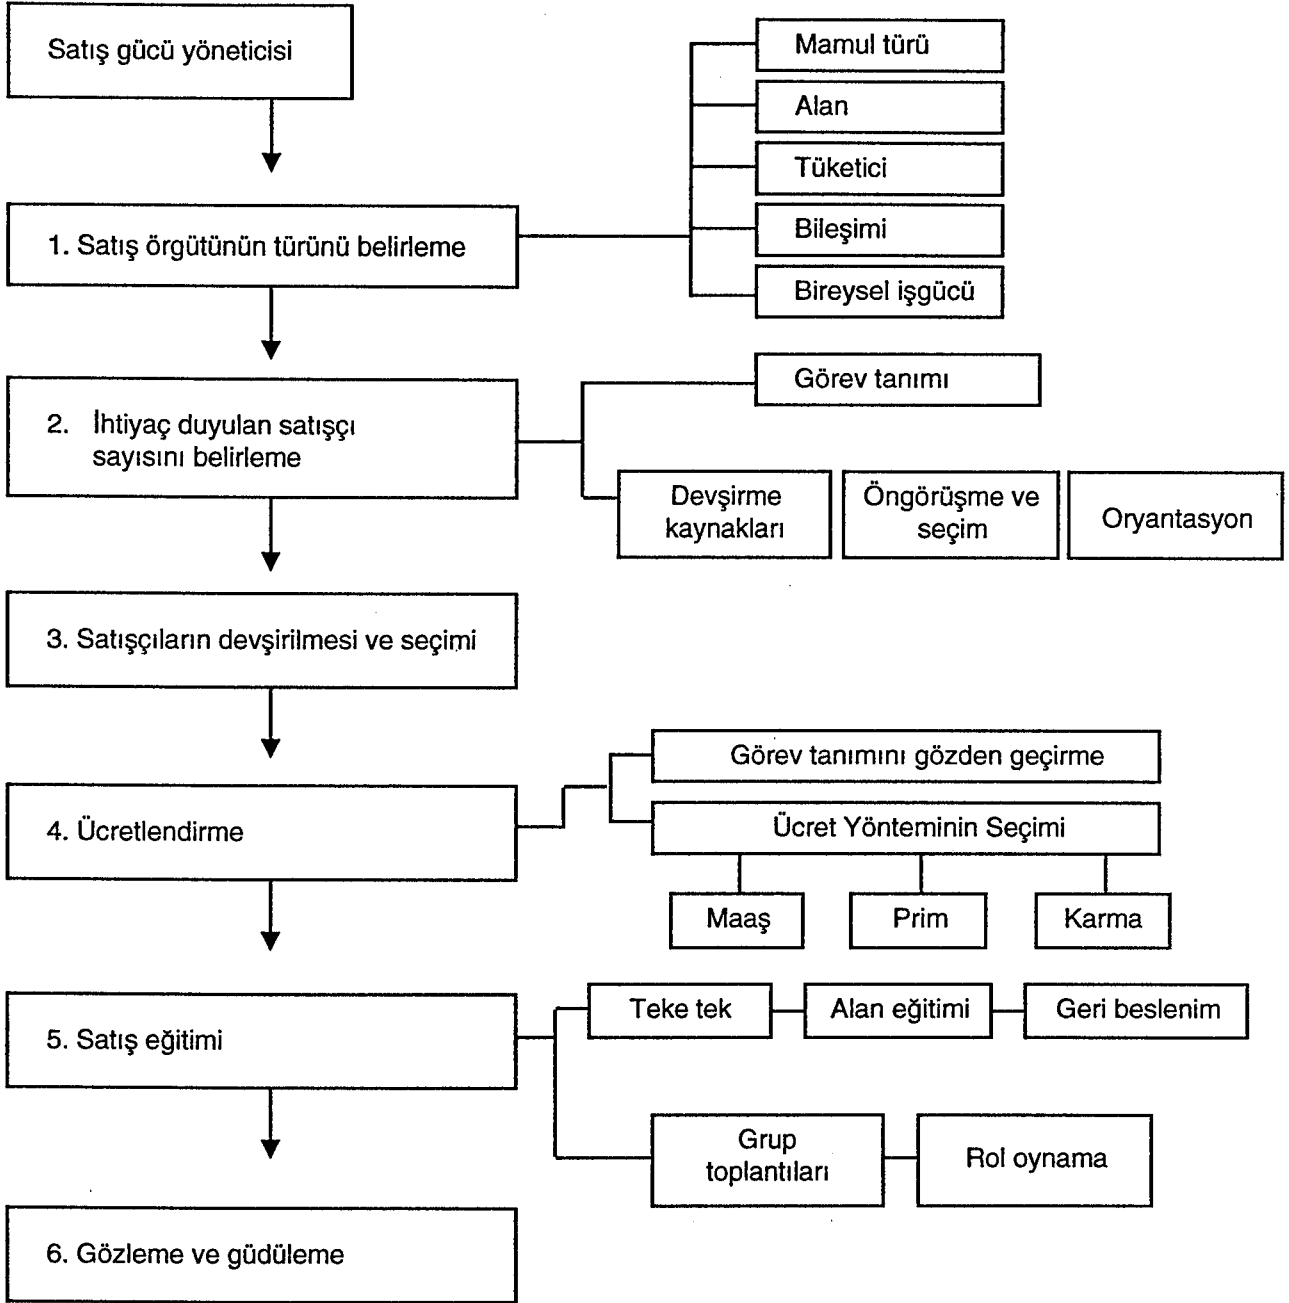 Satış gücü yöneticisi
Mamul türü
Alan
Tüketici
Bileşimi
Bireysel işgücü
1. Satış örgütünün türünü belirleme
Görev tanımı
2. İhtiyaç duyulan satışçı
sayısını belirleme
Devşirme
kaynakları
Öngörüşme ve
seçim
Oryantasyon
3. Satışçıların devşirilmesi ve seçimi
Görev tanımını gözden geçirme
4. Ücretlendirme
Ücret Yönteminin Seçimi
Maaş
Prim
Karma
5. Satış eğitimi
Teke tek
Alan eğitimi
Geri beslenim
Grup
toplantıları
Rol oynama
6. Gözleme ve güdüleme